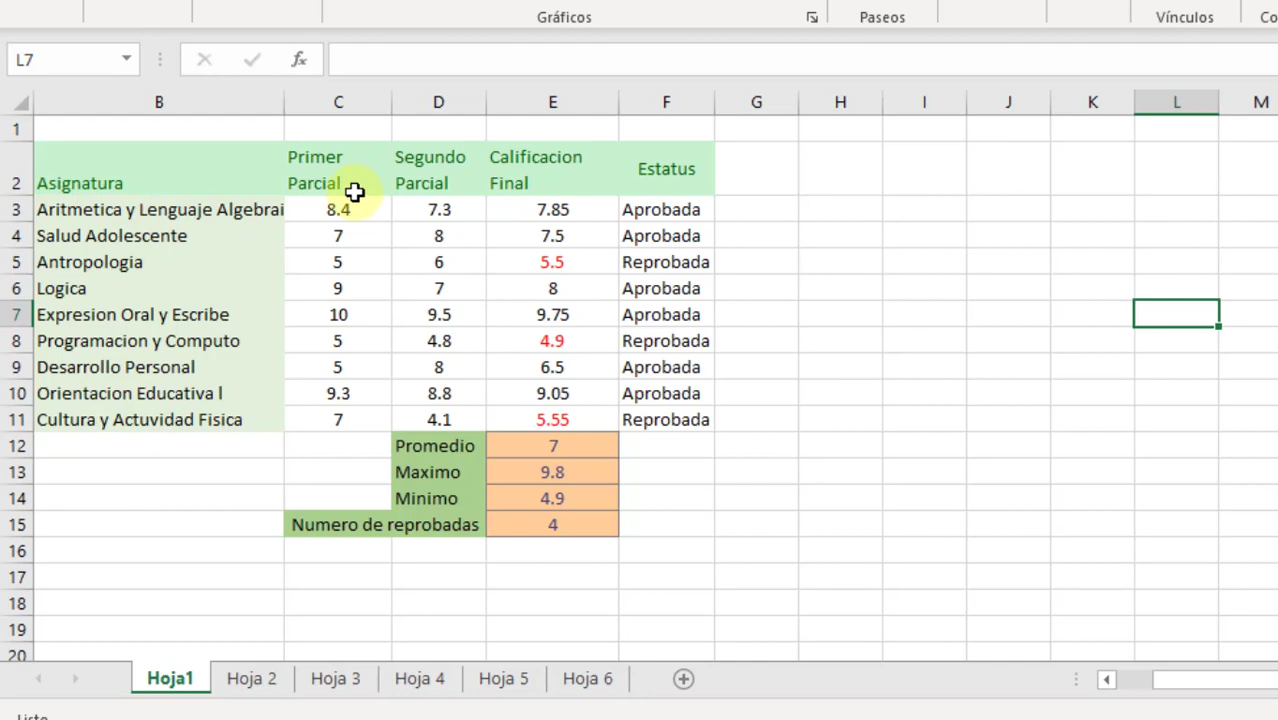 Gráficos Paseos Vínculos Co
L7 fx
B C D E F G H I J K L M
1
Primer Segundo Calificacion
2 Asignatura Parcial Parcial Final Estatus
3 Aritmetica y Lenguaje Algebrai 8.4 7.3 7.85 Aprobada
4 Salud Adolescente 7 8 7.5 Aprobada
5 Antropologia 5 6 5.5 Reprobada
6 Logica 9 7 8 Aprobada
7 Expresion Oral y Escribe 10 9.5 9.75 Aprobada
8 Programacion y Computo 5 4.8 4.9 Reprobada
9 Desarrollo Personal 5 8 6.5 Aprobada
10 Orientacion Educativa l 9.3 8.8 9.05 Aprobada
11 Cultura y Actuvidad Fisica 7 4.1 5.55 Reprobada
12 Promedio 7
13 Maximo 9.8
14 Minimo 4.9
15 Numero de reprobadas 4
16
17
18
19
20
Hoja1 Hoja 2 Hoja 3 Hoja 4 Hoja 5 Hoja 6
Listo